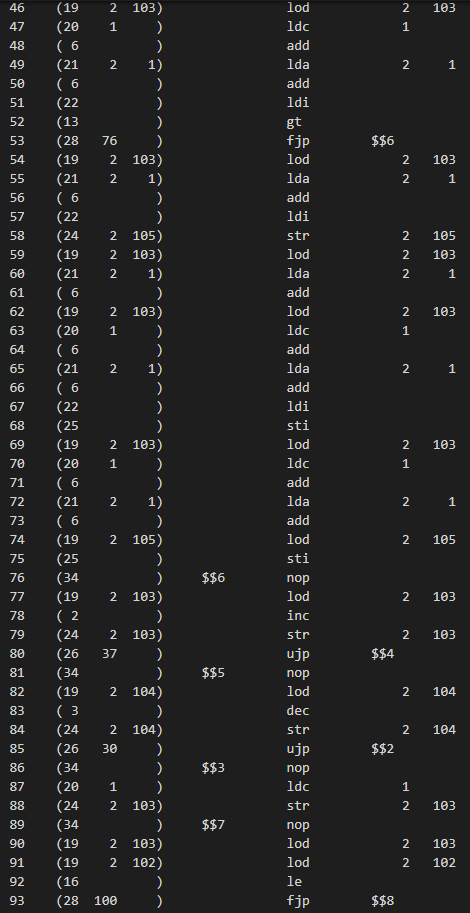 46    (19    2  103)                lod            2   103
47    (20    1     )                ldc            1
48    ( 6          )                add
49    (21    2    1)                lda            2     1
50    ( 6          )                add
51    (22          )                ldi
52    (13          )                gt
53    (28   76     )                fjp        $$6
54    (19    2  103)                lod            2   103
55    (21    2    1)                lda            2     1
56    ( 6          )                add
57    (22          )                ldi
58    (24    2  105)                str            2   105
59    (19    2  103)                lod            2   103
60    (21    2    1)                lda            2     1
61    ( 6          )                add
62    (19    2  103)                lod            2   103
63    (20    1     )                ldc            1
64    ( 6          )                add
65    (21    2    1)                lda            2     1
66    ( 6          )                add
67    (22          )                ldi
68    (25          )                sti
69    (19    2  103)                lod            2   103
70    (20    1     )                ldc            1
71    ( 6          )                add
72    (21    2    1)                lda            2     1
73    ( 6          )                add
74    (19    2  105)                lod            2   105
75    (25          )                sti
76    (34          )     $$6        nop
77    (19    2  103)                lod            2   103
78    ( 2          )                inc
79    (24    2  103)                str            2   103
80    (26   37     )                ujp        $$4
81    (34          )     $$5        nop
82    (19    2  104)                lod            2   104
83    ( 3          )                dec
84    (24    2  104)                str            2   104
85    (26   30     )                ujp        $$2
86    (34          )     $$3        nop
87    (20    1     )                ldc            1
88    (24    2  103)                str            2   103
89    (34          )     $$7        nop
90    (19    2  103)                lod            2   103
91    (19    2  102)                lod            2   102
92    (16          )                le
93    (28  100     )                fjp        $$8